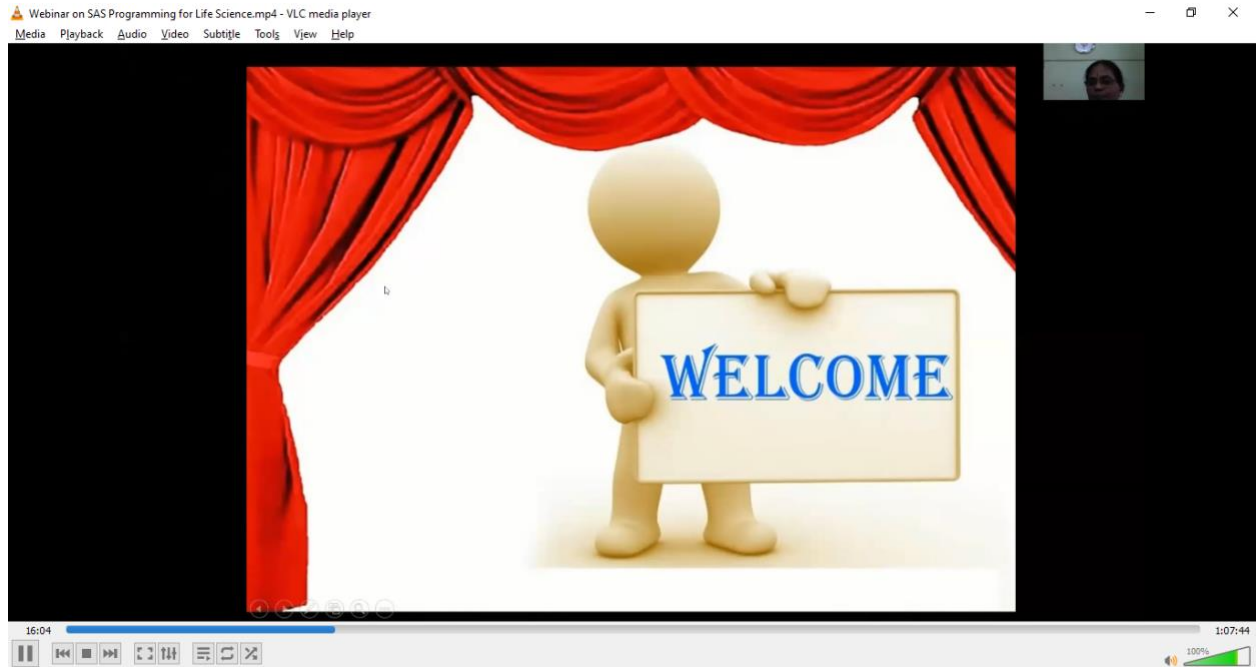 Webinar on SAS Programming for Life Science.mp4 - VLC media player
Media Playback Audio Video Subtitle Tools View Help
WELCOME
16:04 1:07:44
100%